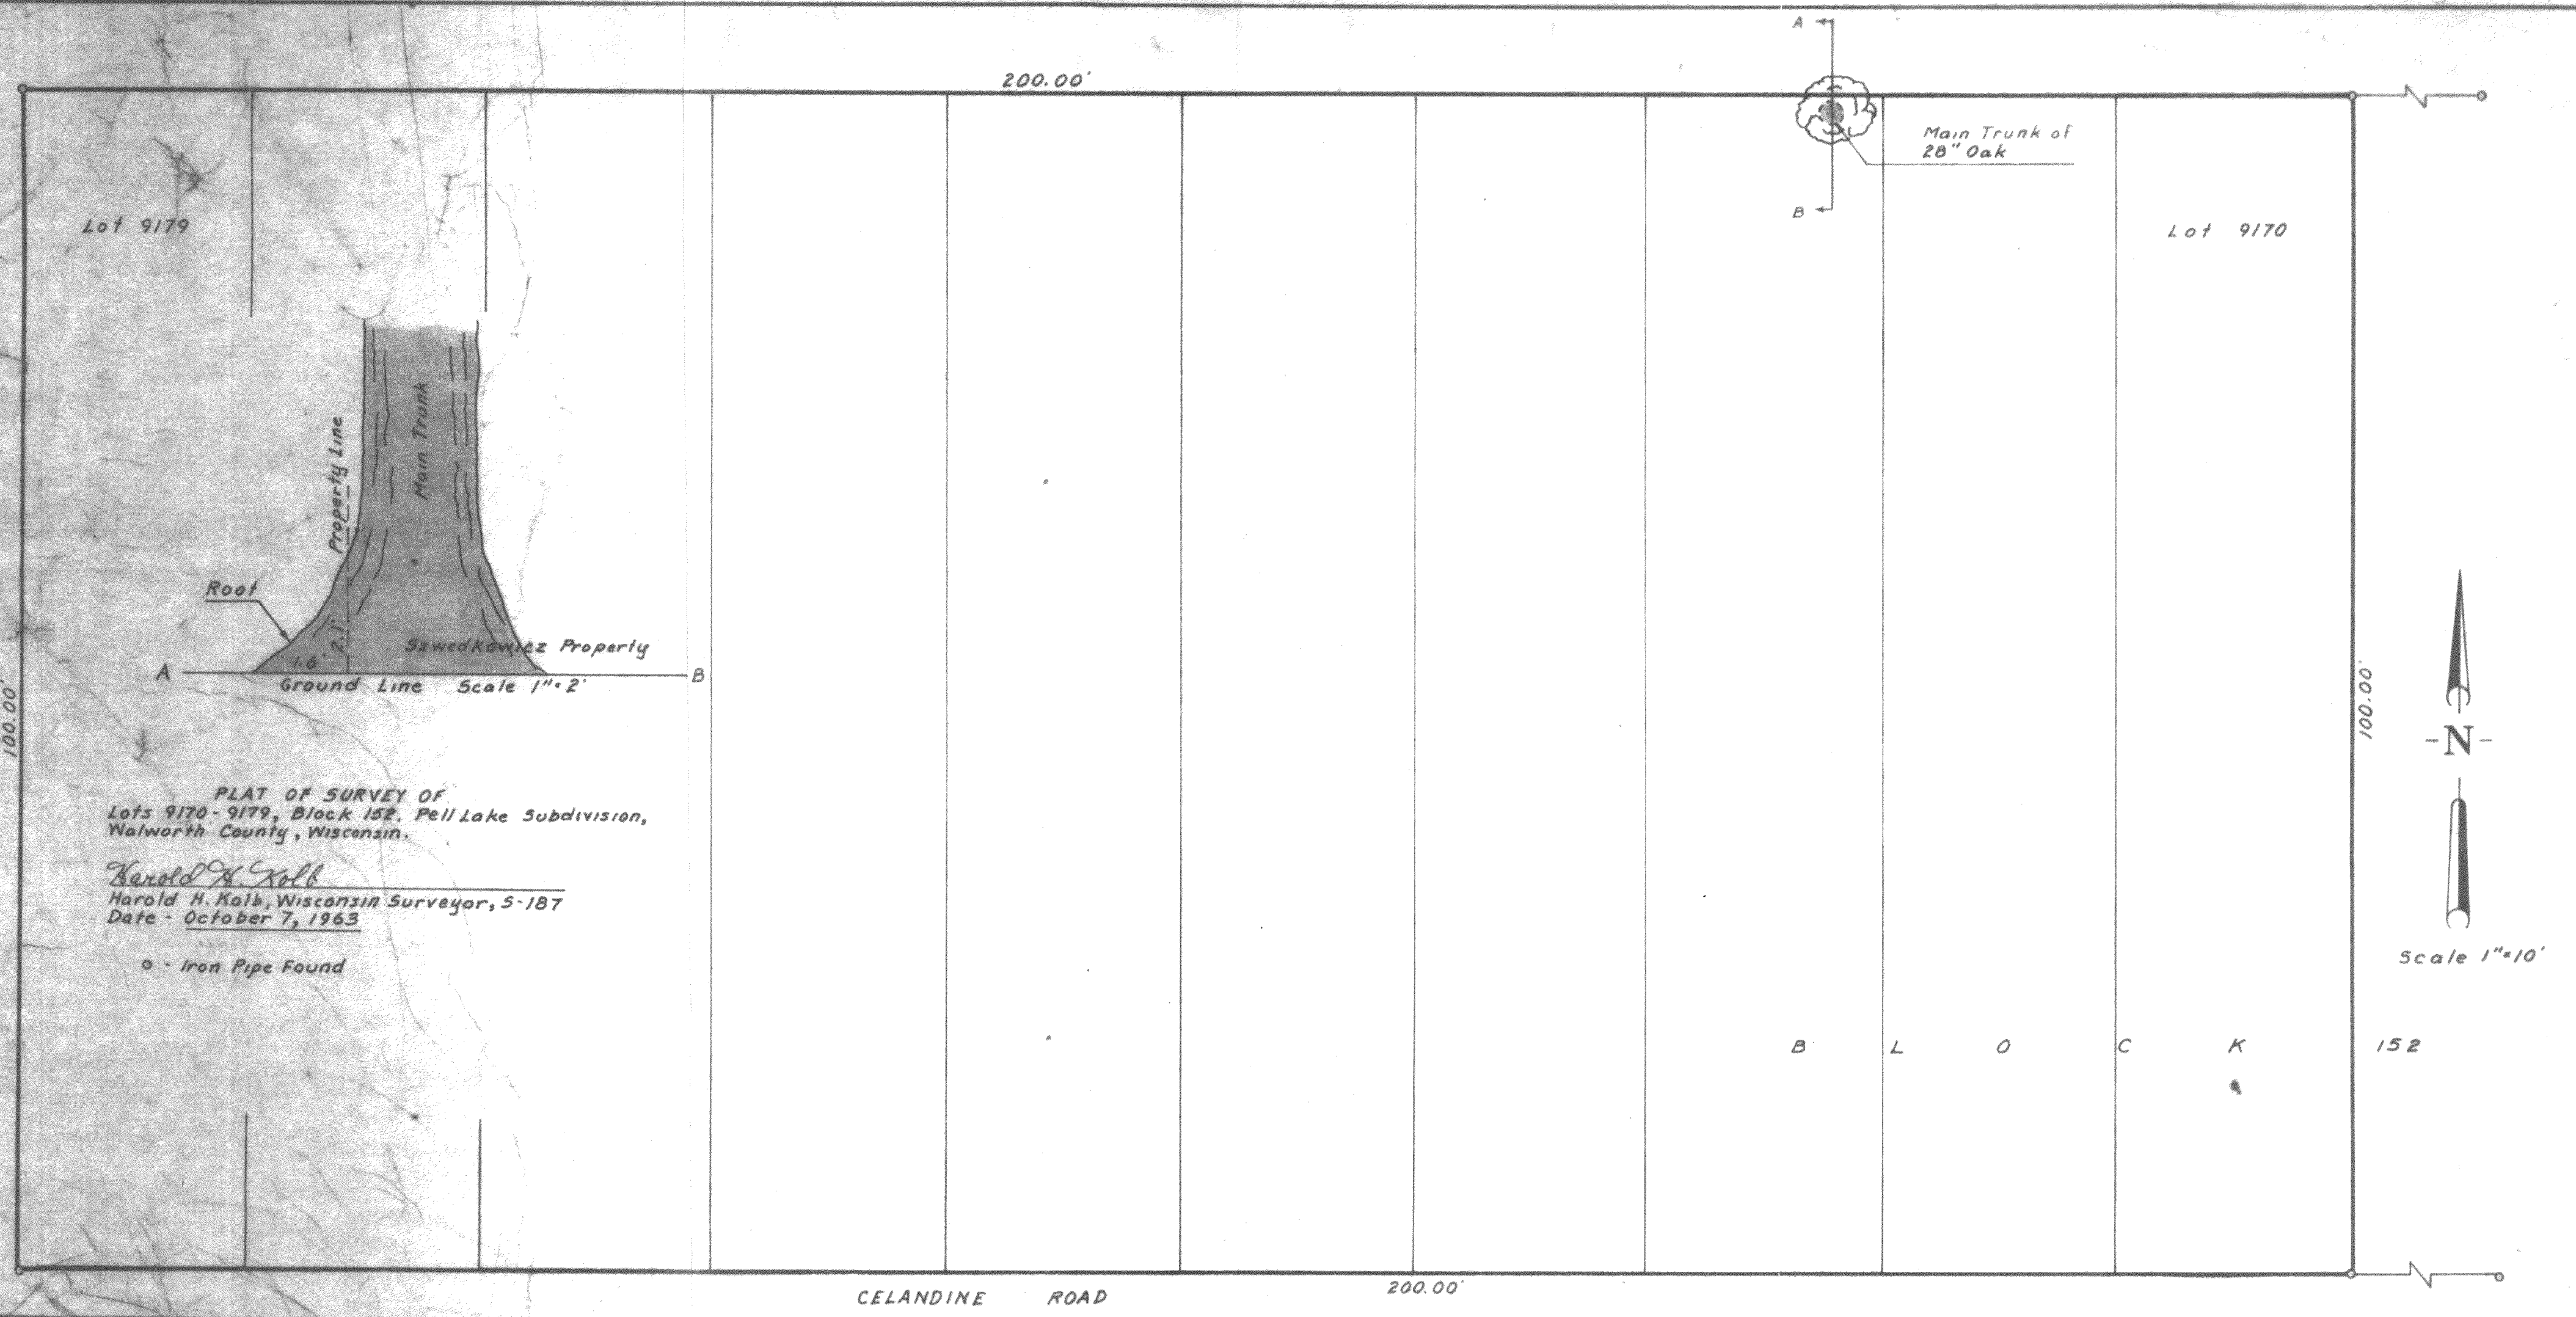 A
200.00'
Main Trunk of
28" Oak
B
Lot 9179
Lot 9170
Property Line
Main Trunk
Root
2.1'
1.6'
Szwedkowicz Property
A
B
Ground Line Scale 1"=2'
100.00'
100.00'
-N-
PLAT OF SURVEY OF
Lots 9170-9179, Block 152, Pell Lake Subdivision,
Walworth County, Wisconsin.
Harold H. Kolb
Harold H. Kolb, Wisconsin Surveyor, S-187
Date - October 7, 1963
o - Iron Pipe Found
Scale 1"=10'
B L O C K 152
CELANDINE ROAD
200.00'